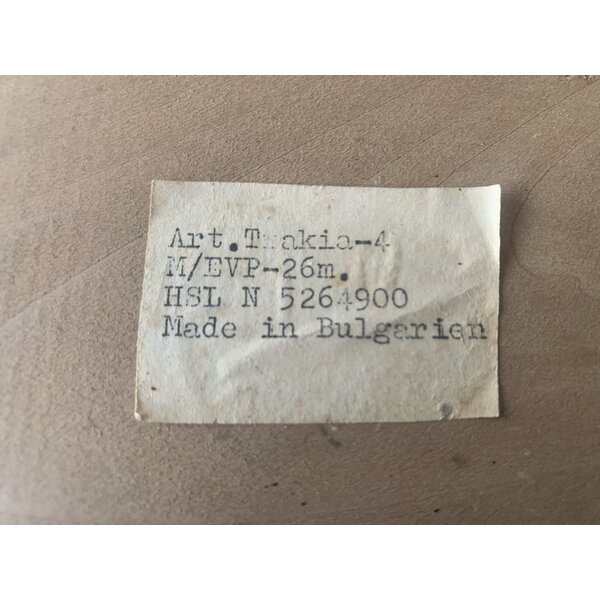 Art.Trakia-4
M/EVP-26m.
HSL N 5264900
Made in Bulgarien